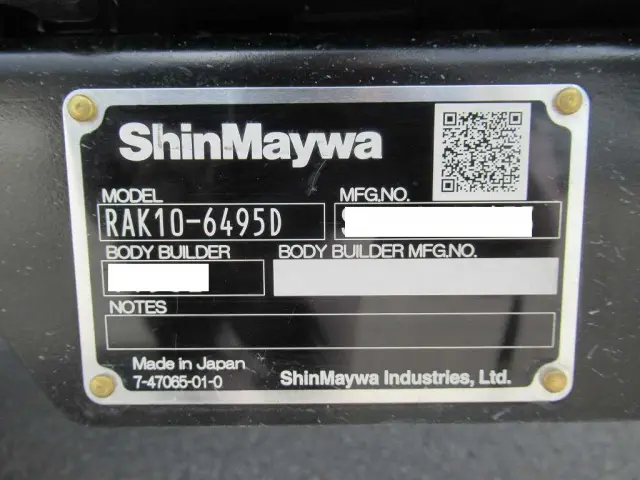 ShinMaywa
MODEL
MFG.NO.
RAK10-6495D
BODY BUILDER
BODY BUILDER MFG.NO.
NOTES
Made in Japan
7-47065-01-0
ShinMaywa Industries, Ltd.